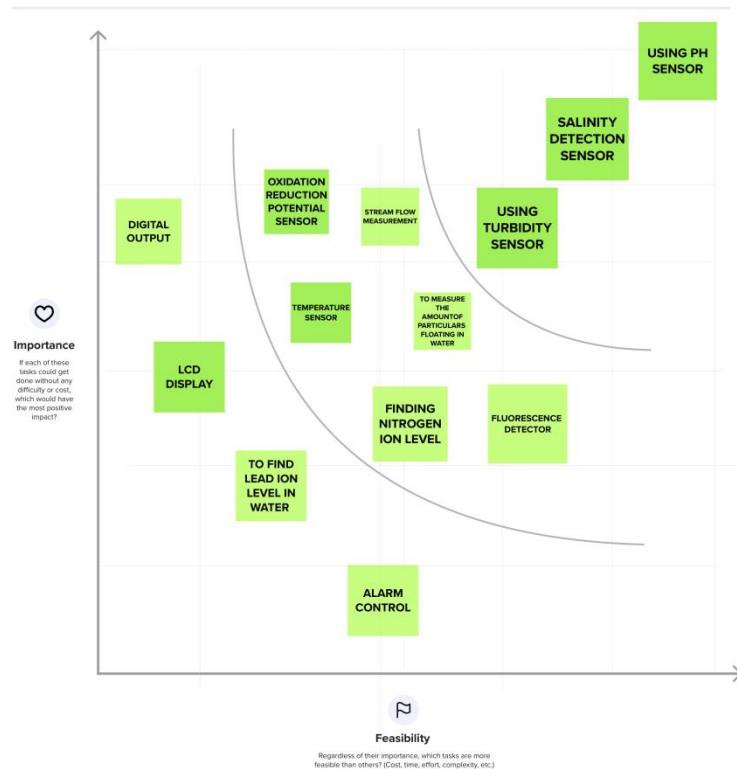 USING PH
SENSOR
SALINITY
DETECTION
SENSOR
OXIDATION
REDUCTION
POTENTIAL
SENSOR
STREAM FLOW
MEASUREMENT
USING
TURBIDITY
SENSOR
DIGITAL
OUTPUT
TEMPERATURE
SENSOR
TO MEASURE
THE
AMOUNTOF
PARTICULARS
FLOATING IN
WATER
Importance
If each of these
tasks could get
done without any
difficulty or cost,
which would have
the most positive
impact?
LCD
DISPLAY
FINDING
NITROGEN
ION LEVEL
FLUORESCENCE
DETECTOR
TO FIND
LEAD ION
LEVEL IN
WATER
ALARM
CONTROL
Feasibility
Regardless of their importance, which tasks are more
feasible than others? (Cost, time, effort, complexity, etc.)